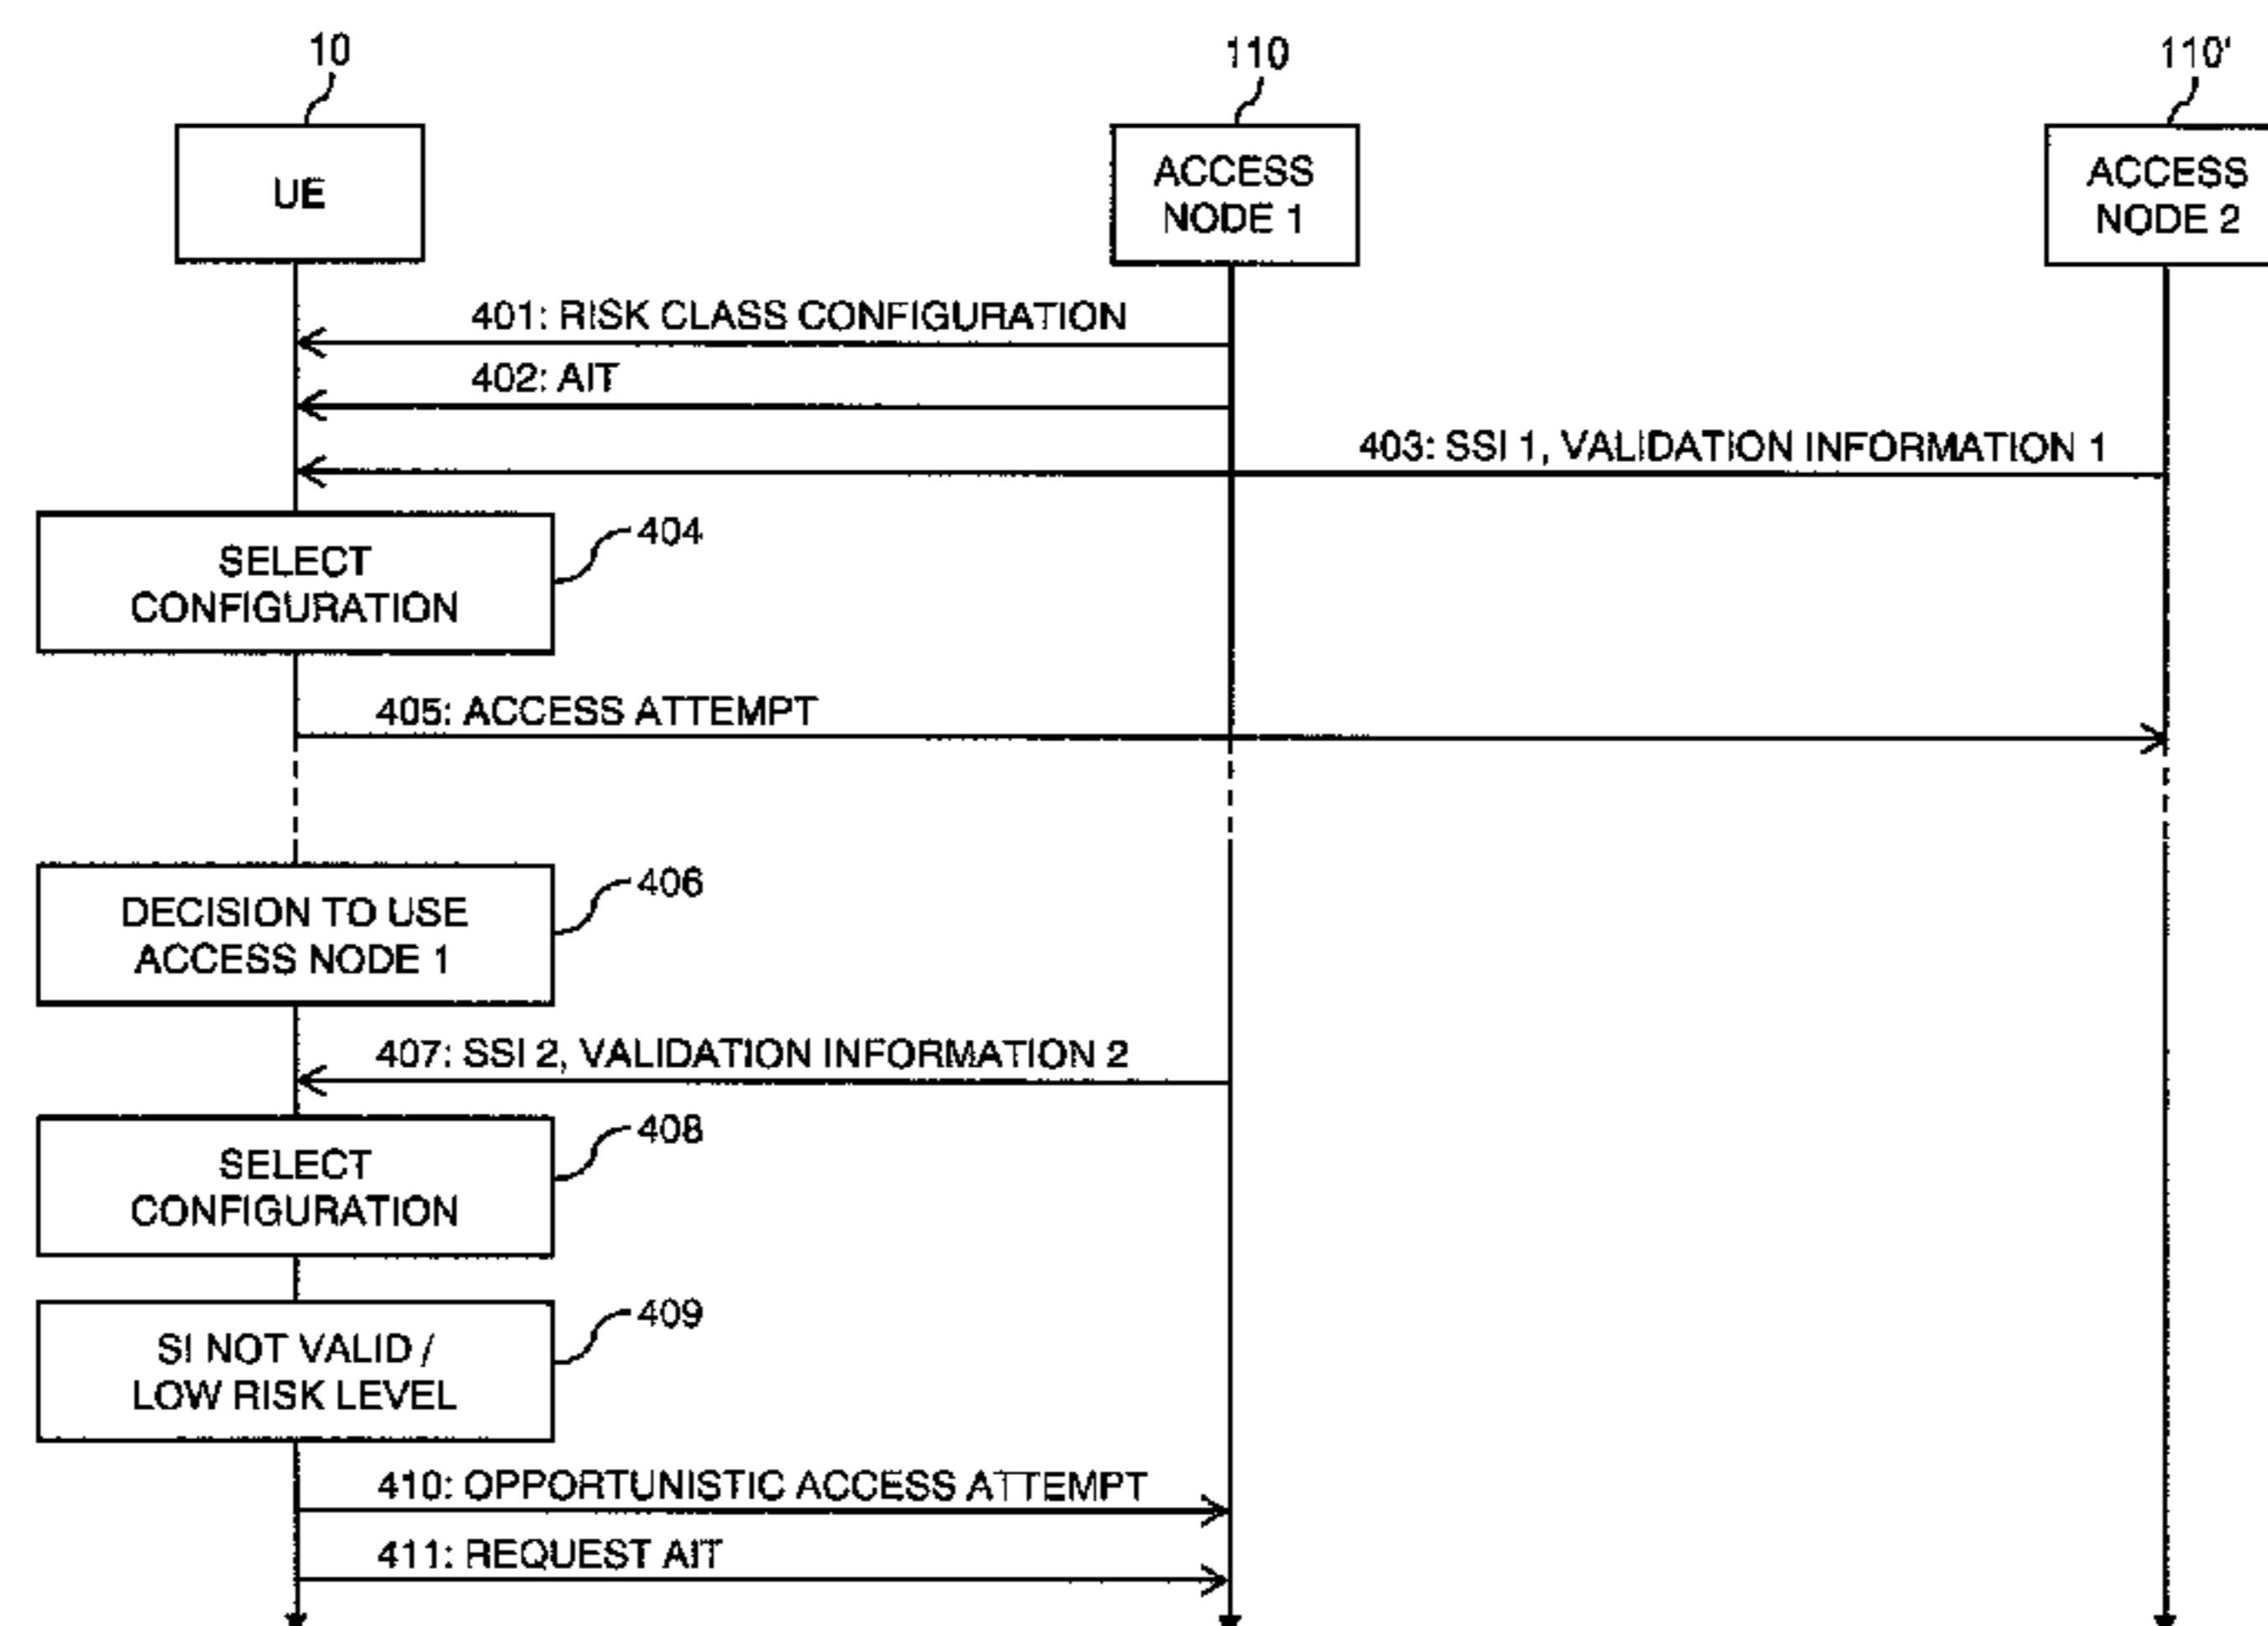 10
110
110'
UE
ACCESS
NODE 1
ACCESS
NODE 2
401: RISK CLASS CONFIGURATION
402: AIT
403: SSI 1, VALIDATION INFORMATION 1
SELECT
CONFIGURATION
404
405: ACCESS ATTEMPT
DECISION TO USE
ACCESS NODE 1
406
407: SSI 2, VALIDATION INFORMATION 2
SELECT
CONFIGURATION
408
SI NOT VALID /
LOW RISK LEVEL
409
410: OPPORTUNISTIC ACCESS ATTEMPT
411: REQUEST AIT